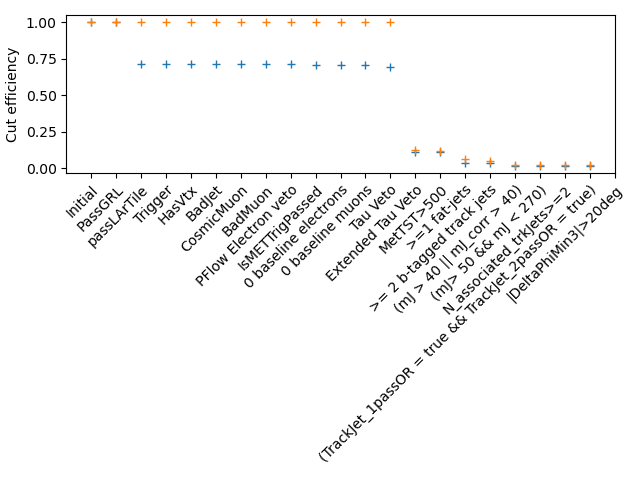 1.00
0.75
0.50
0.25
0.00
Cut efficiency
Initial
PassGRL
passLArTile
Trigger
HasVtx
BadJet
CosmicMuon
BadMuon
PFlow Electron veto
IsMETTrigPassed
0 baseline electrons
0 baseline muons
Tau Veto
Extended Tau Veto
MetTST>500
>=1 fat-jets
>= 2 b-tagged track jets
(mJ > 40 || mJ_corr > 40)
(mJ> 50 && mJ < 270)
N_associated_trkJets>=2
(TrackJet_1passOR = true && TrackJet_2passOR = true)
|DeltaPhiMin3|>20deg